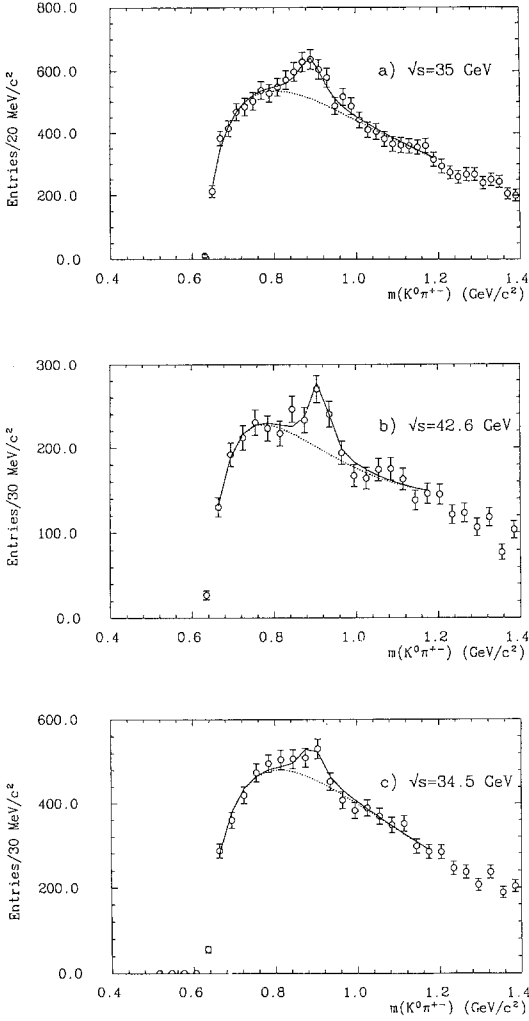 800.0
600.0
400.0
200.0
0.0
Entries/20 MeV/c²
a) √s=35 GeV
0.4 0.6 0.8 1.0 1.2 1.4
m(K⁰π⁺⁻) (GeV/c²)
300.0
200.0
100.0
0.0
Entries/30 MeV/c²
b) √s=42.6 GeV
0.4 0.6 0.8 1.0 1.2 1.4
m(K⁰π⁺⁻) (GeV/c²)
600.0
400.0
200.0
0.0
Entries/30 MeV/c²
c) √s=34.5 GeV
0.4 0.6 0.8 1.0 1.2 1.4
m(K⁰π⁺⁻) (GeV/c²)